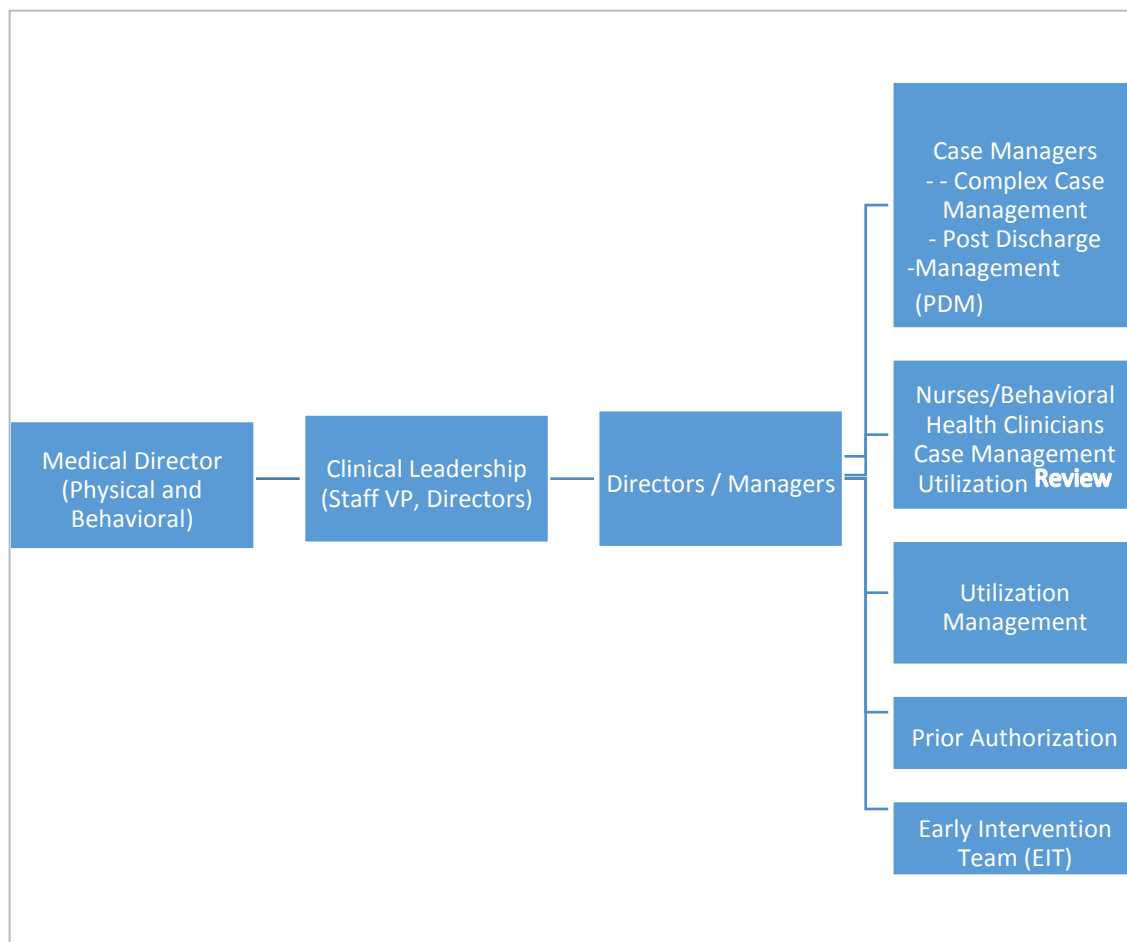 Medical Director
(Physical and
Behavioral)
Clinical Leadership
(Staff VP, Directors)
Directors / Managers
Case Managers
- - Complex Case
Management
- Post Discharge
-Management
(PDM)
Nurses/Behavioral
Health Clinicians
Case Management
Utilization Review
Utilization
Management
Prior Authorization
Early Intervention
Team (EIT)